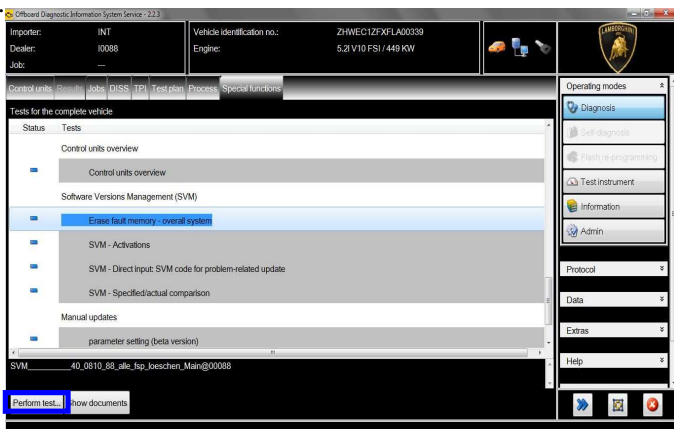 Offboard Diagnostic Information System Service - 2.2.3
Importer: INT
Dealer: I0088
Job: ---
Vehicle identification no.: ZHWEC1ZFXFLA00339
Engine: 5.2l V10 FSI / 449 KW
LAMBORGHINI
Control units Results Jobs DISS TPI Test plan Process Special functions
Tests for the complete vehicle
Status Tests
Control units overview
Control units overview
Software Versions Management (SVM)
Erase fault memory - overall system
SVM - Activations
SVM - Direct input: SVM code for problem-related update
SVM - Specified/actual comparison
Manual updates
parameter setting (beta version)
SVM______40_0810_88_alle_fsp_loeschen_Main@00088
Perform test... Show documents
Operating modes
Diagnosis
Self-diagnosis
Flash re-programming
Test instrument
Information
Admin
Protocol
Data
Extras
Help